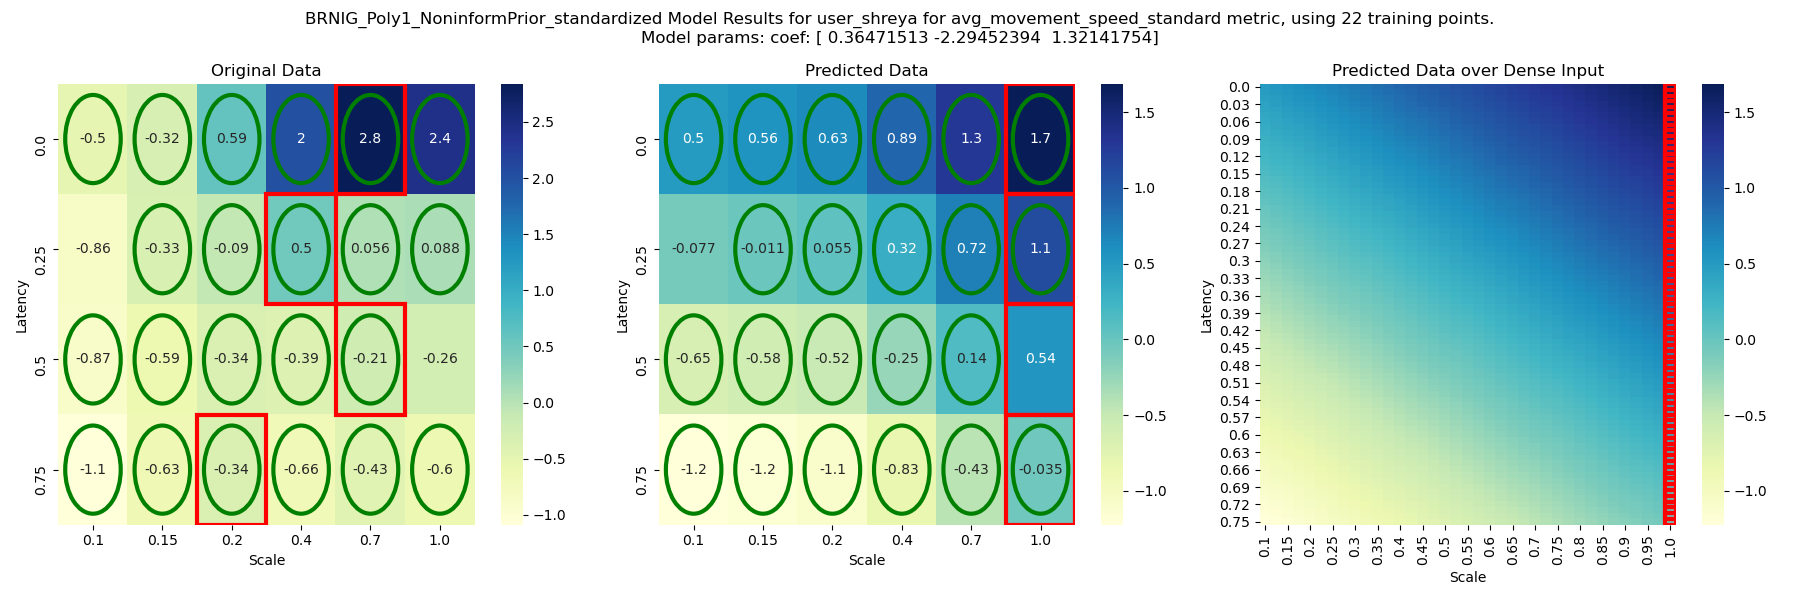 BRNIG_Poly1_NoninformPrior_standardized Model Results for user_shreya for avg_movement_speed_standard metric, using 22 training points.
Model params: coef: [ 0.36471513 -2.29452394  1.32141754]
Original Data
Latency
0.0
-0.5 -0.32 0.59 2 2.8 2.4
0.25
-0.86 -0.33 -0.09 0.5 0.056 0.088
0.5
-0.87 -0.59 -0.34 -0.39 -0.21 -0.26
0.75
-1.1 -0.63 -0.34 -0.66 -0.43 -0.6
0.1 0.15 0.2 0.4 0.7 1.0
Scale
2.5
2.0
1.5
1.0
0.5
0.0
−0.5
−1.0
Predicted Data
Latency
0.0
0.5 0.56 0.63 0.89 1.3 1.7
0.25
-0.077 -0.011 0.055 0.32 0.72 1.1
0.5
-0.65 -0.58 -0.52 -0.25 0.14 0.54
0.75
-1.2 -1.2 -1.1 -0.83 -0.43 -0.035
0.1 0.15 0.2 0.4 0.7 1.0
Scale
1.5
1.0
0.5
0.0
−0.5
−1.0
Predicted Data over Dense Input
Latency
0.0
0.03
0.06
0.09
0.12
0.15
0.18
0.21
0.24
0.27
0.3
0.33
0.36
0.39
0.42
0.45
0.48
0.51
0.54
0.57
0.6
0.63
0.66
0.69
0.72
0.75
0.1 0.15 0.2 0.25 0.3 0.35 0.4 0.45 0.5 0.55 0.6 0.65 0.7 0.75 0.8 0.85 0.9 0.95 1.0
Scale
1.5
1.0
0.5
0.0
−0.5
−1.0